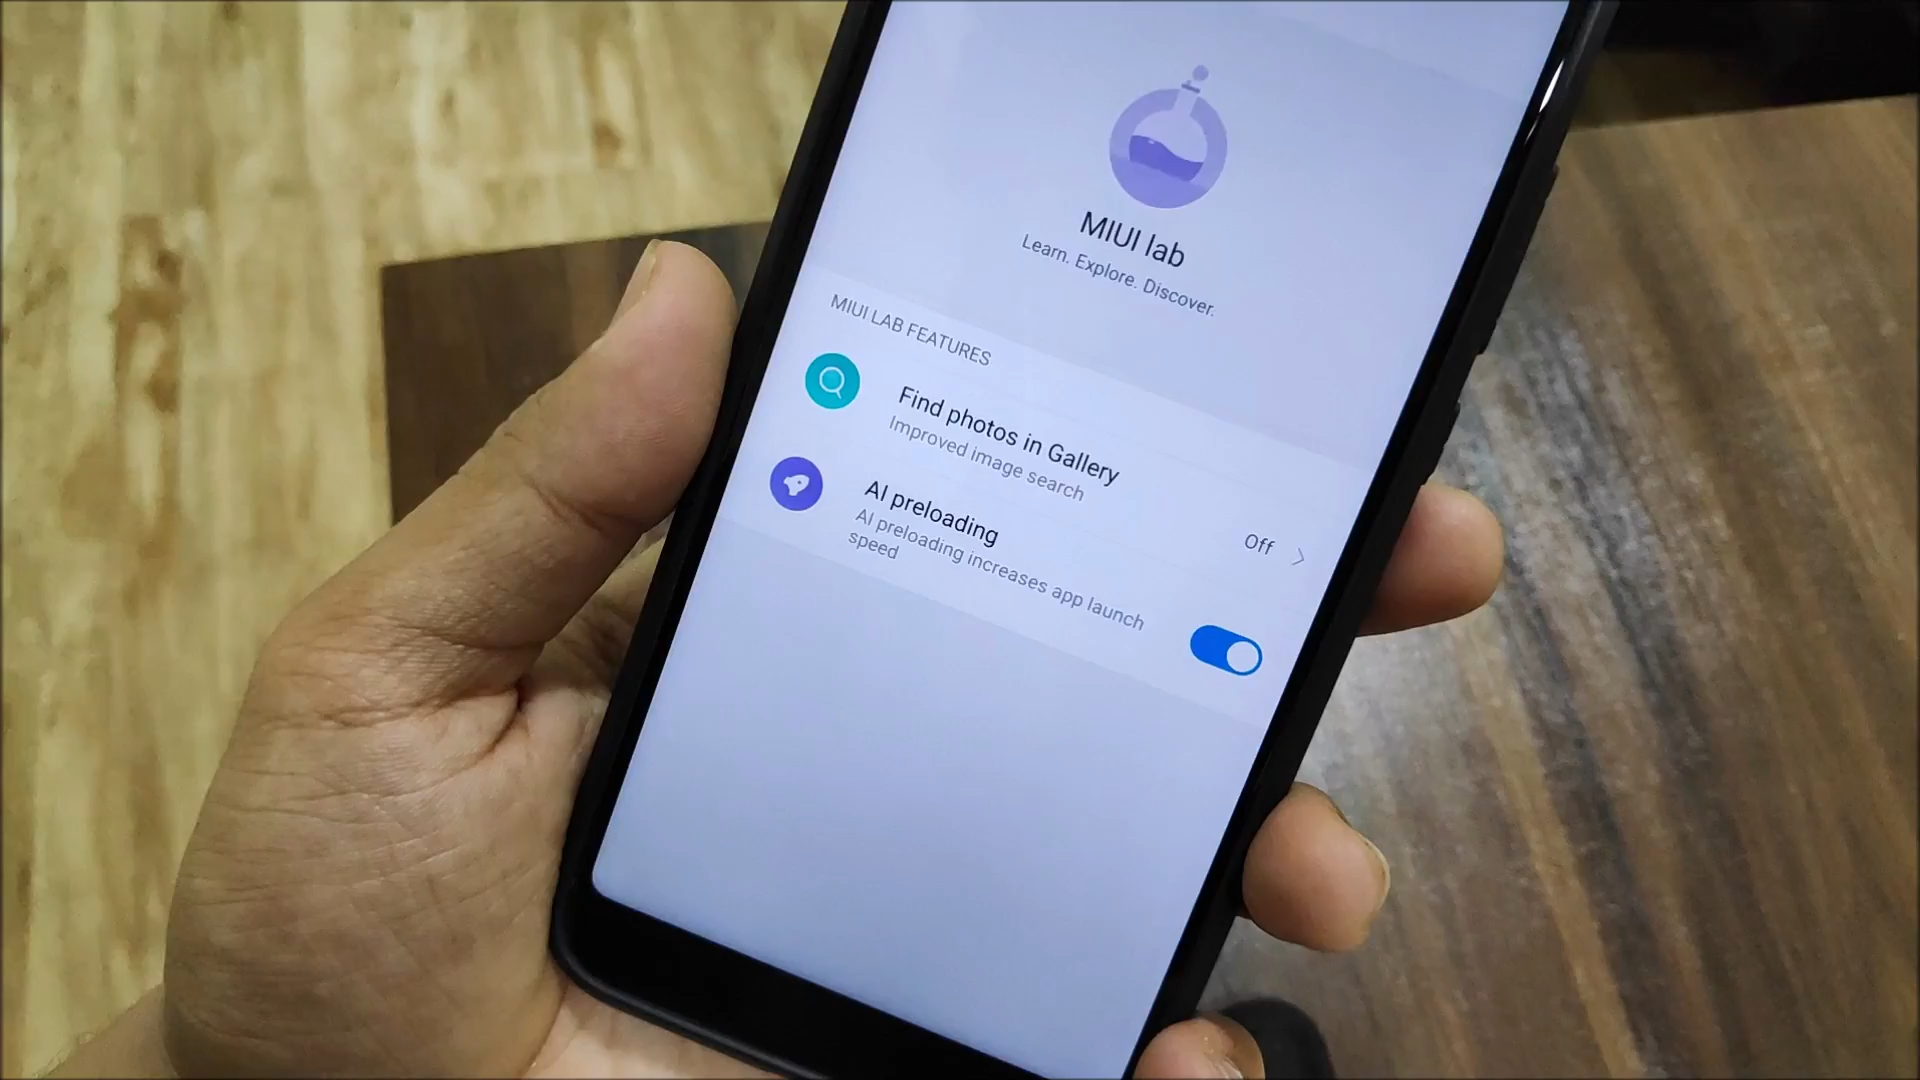 MIUI lab
Learn. Explore. Discover.
MIUI LAB FEATURES
Find photos in Gallery
Improved image search
Off
AI preloading
AI preloading increases app launch
speed